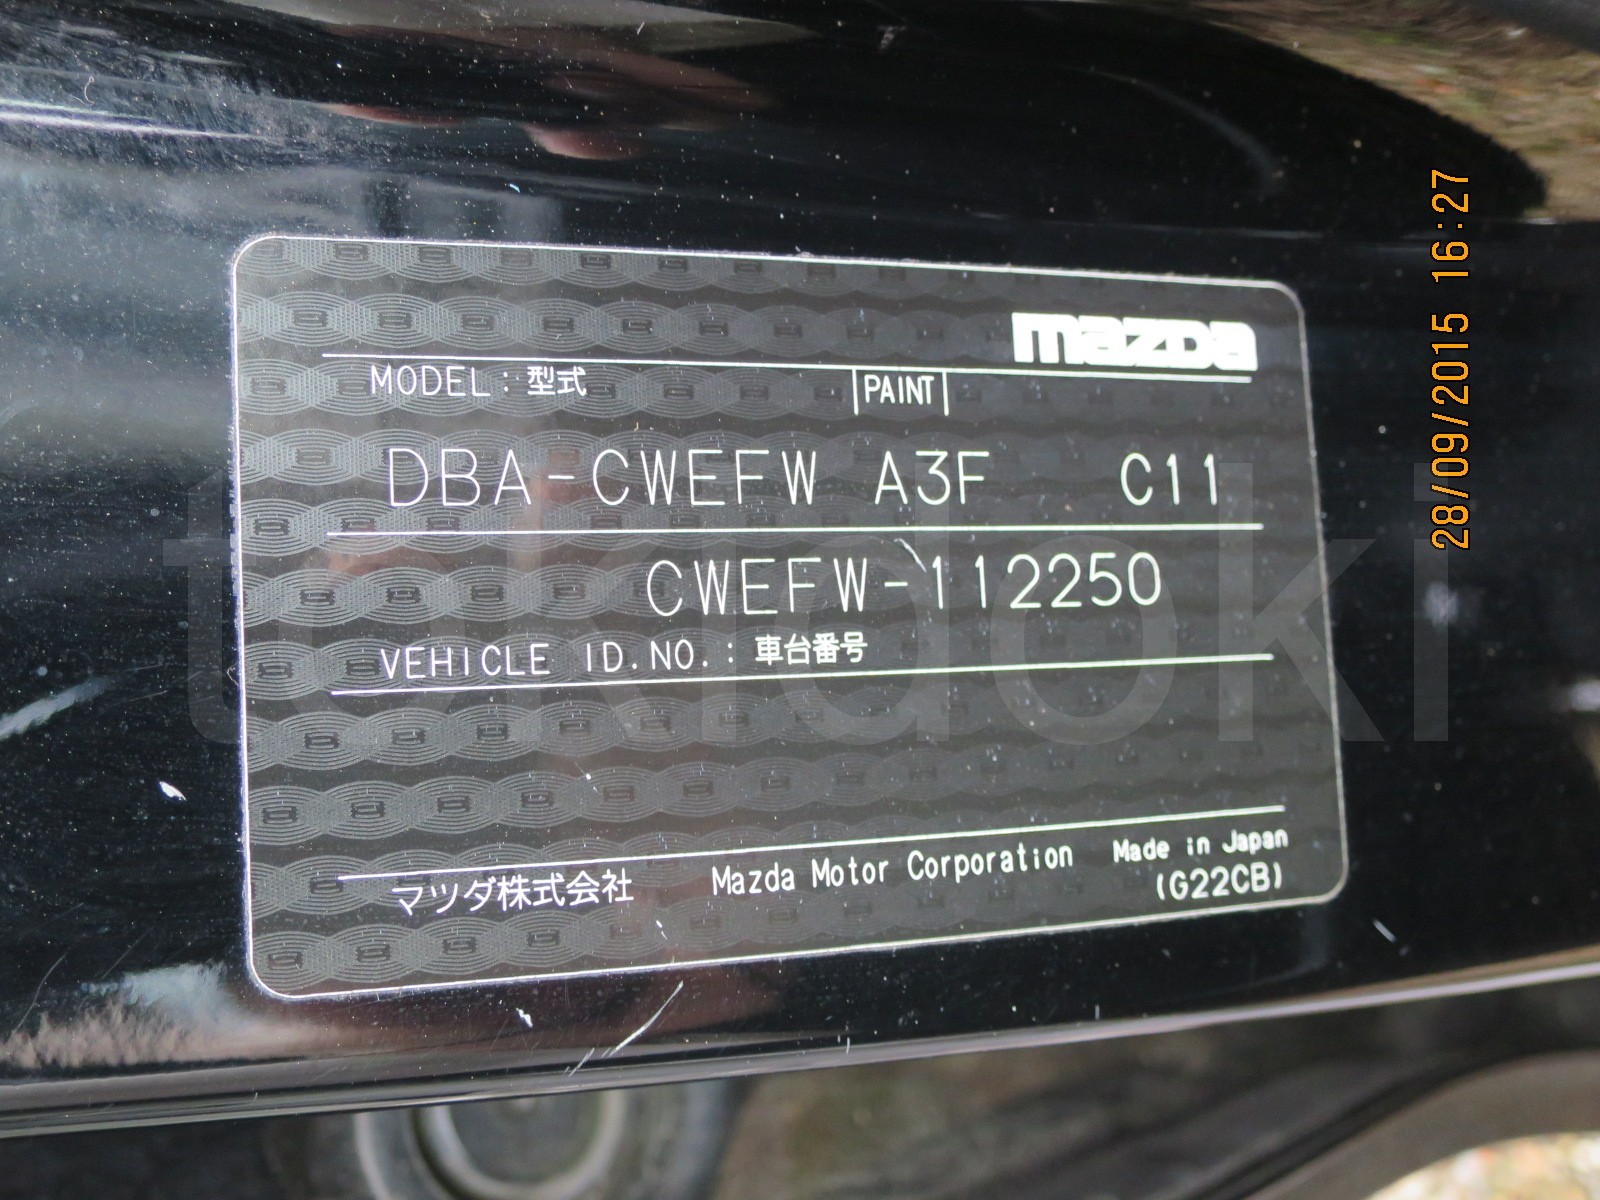 mazda
MODEL : 型式 PAINT
DBA-CWEFW A3F C11
CWEFW-112250
VEHICLE ID.NO. : 車台番号
マツダ株式会社 Mazda Motor Corporation Made in Japan
(G22CB)
28/09/2015 16:27
tokidoki